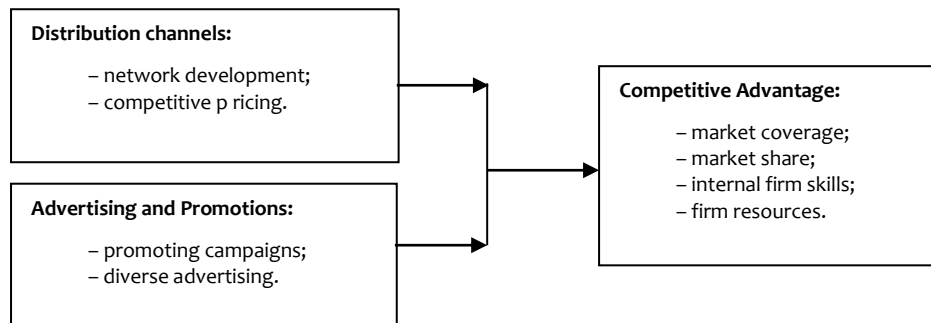 Distribution channels:
– network development;
– competitive p ricing.
Advertising and Promotions:
– promoting campaigns;
– diverse advertising.
Competitive Advantage:
– market coverage;
– market share;
– internal firm skills;
– firm resources.